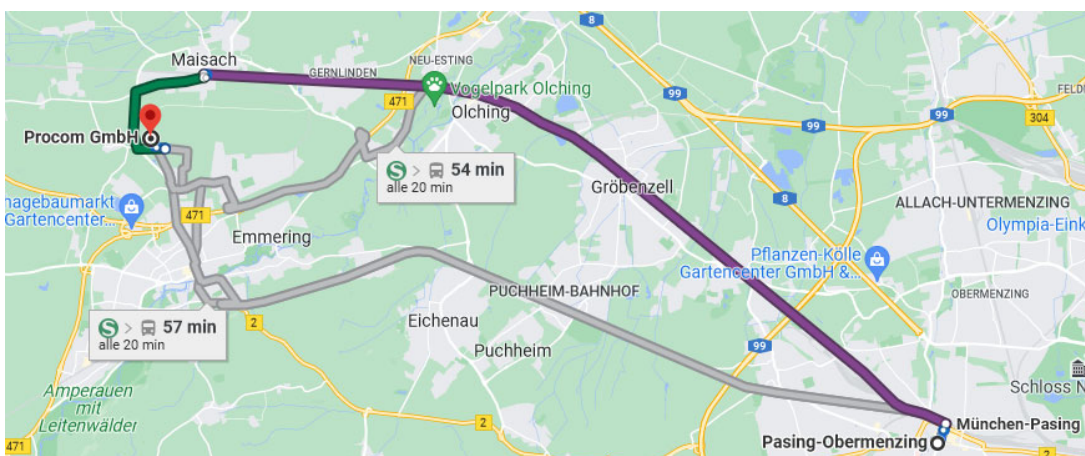 8
NEU-ESTING
Maisach
GERNLINDEN
Vogelpark Olching
471
Olching
99
99
99
304
Procom GmbH
S > 54 min
alle 20 min
Gröbenzell
8
ALLACH-UNTERMENZING
Olympia-Eink
nagebaumarkt
Gartencenter...
471
Emmering
Pflanzen-Kölle
Gartencenter GmbH &...
PUCHHEIM-BAHNHOF
OBERMENZING
S > 57 min
alle 20 min
2
Eichenau
Puchheim
99
Schloss N
Amperauen
mit
Leitenwälder
471
2
München-Pasing
Pasing-Obermenzing
2